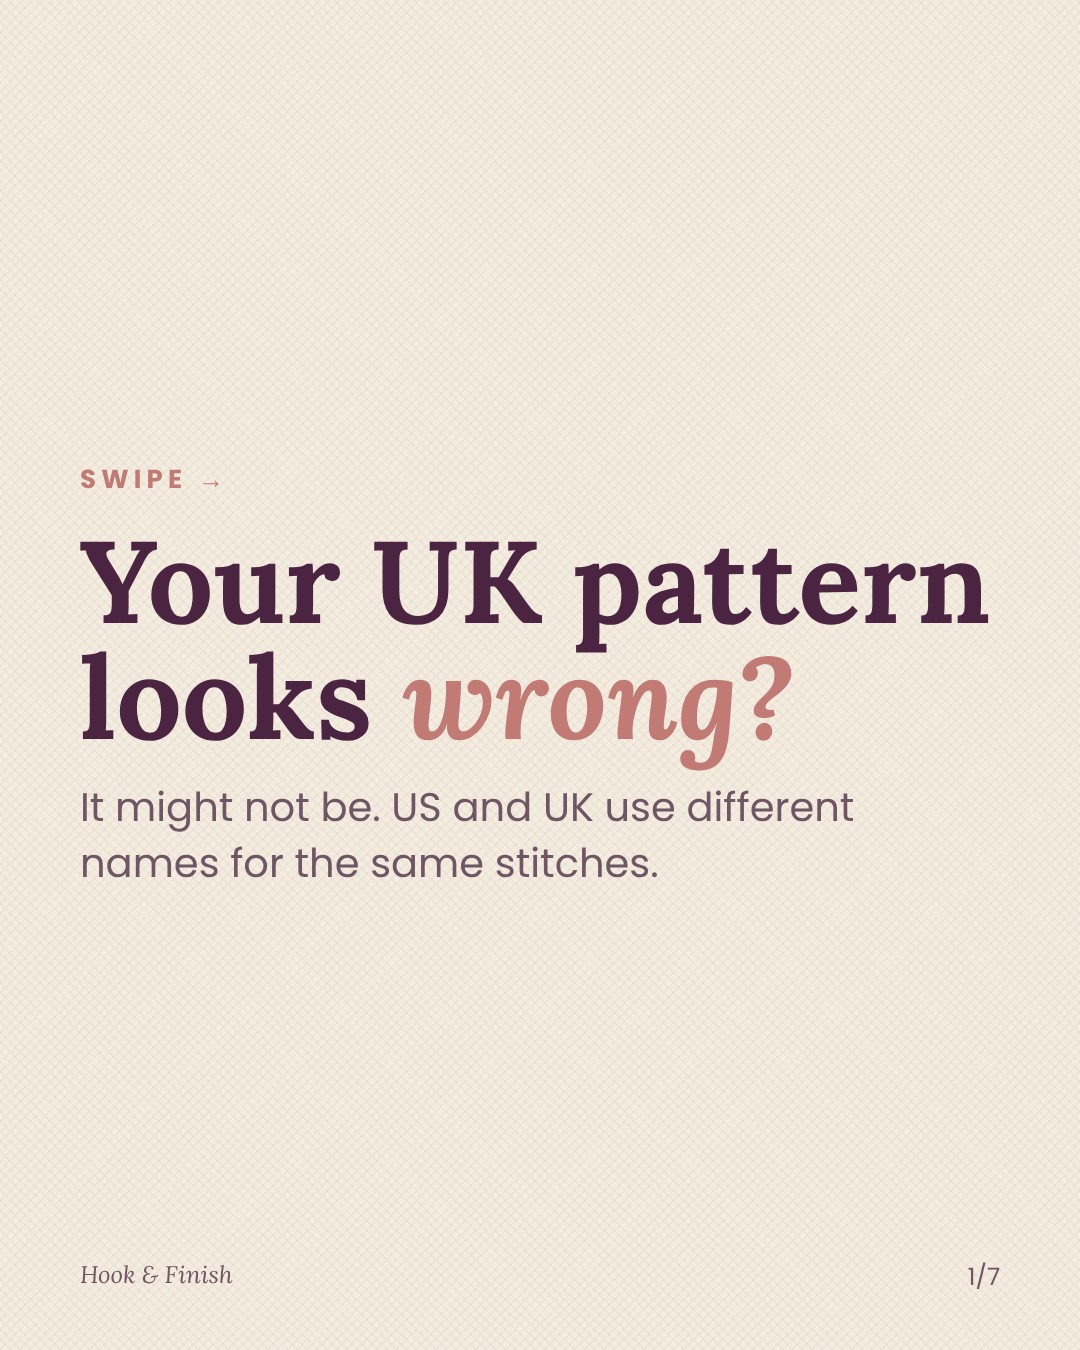 SWIPE →
Your UK pattern
looks wrong?
It might not be. US and UK use different
names for the same stitches.
Hook & Finish
1/7